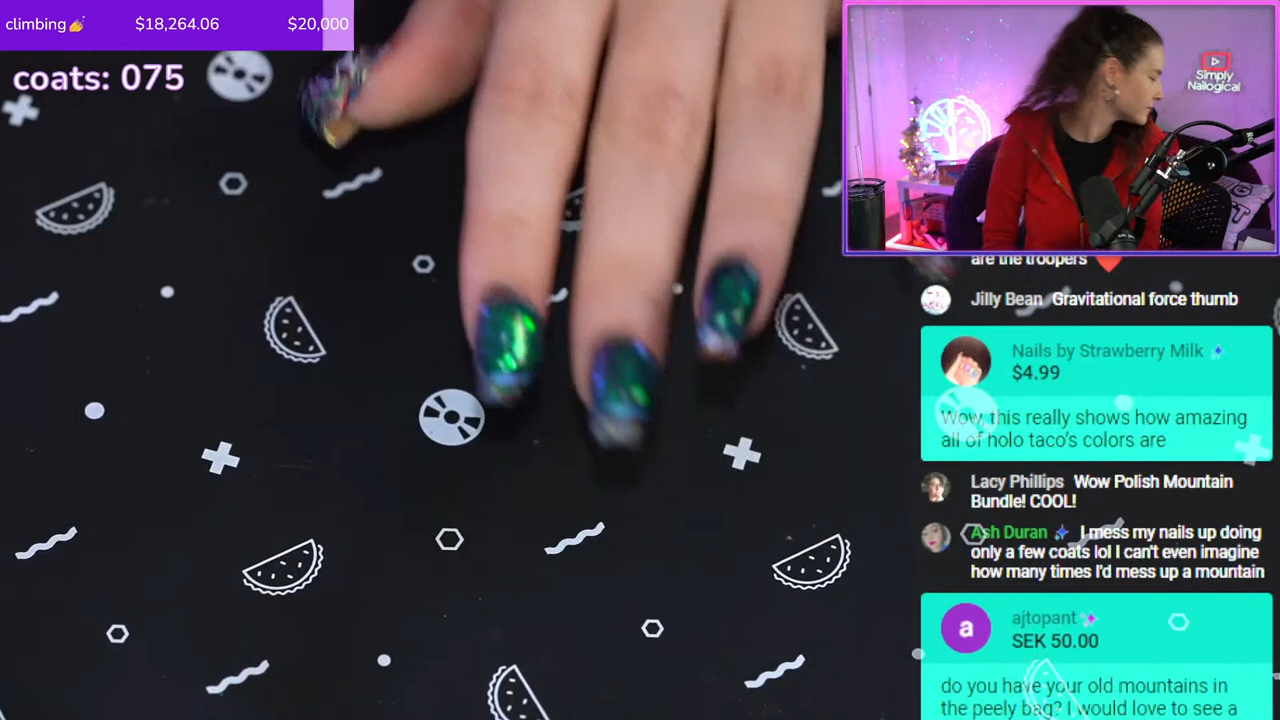 climbing💅 $18,264.06 $20,000
coats: 075
Simply
Nailogical
are the troopers ❤️
Jilly Bean Gravitational force thumb
Nails by Strawberry Milk
$4.99
Wow, this really shows how amazing
all of holo taco's colors are
Lacy Phillips Wow Polish Mountain
Bundle! COOL!
Ash Duran I mess my nails up doing
only a few coats lol I can't even imagine
how many times I'd mess up a mountain
a
ajtopant
SEK 50.00
do you have your old mountains in
the peely bag? I would love to see a